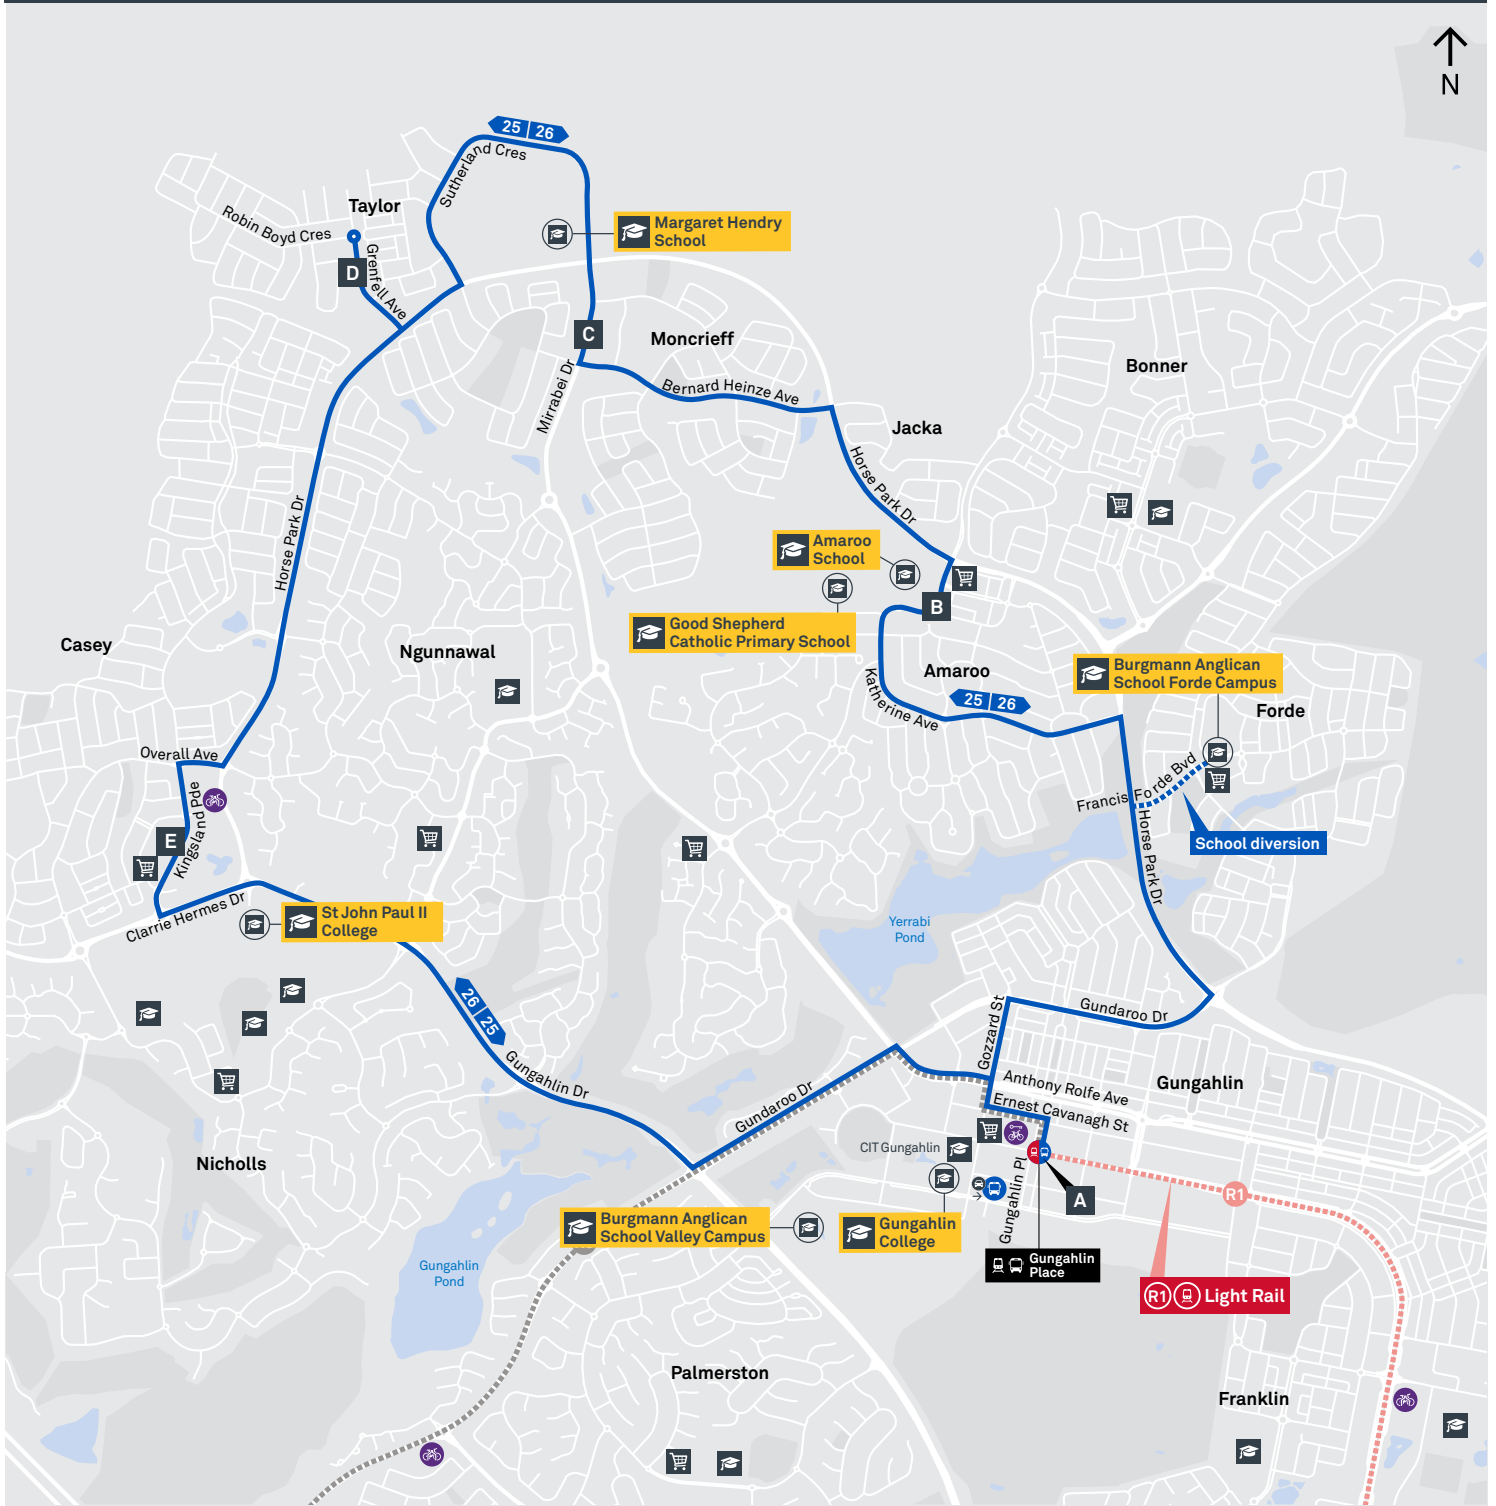 N
25 26
Sutherland Cres
Taylor
Robin Boyd Cres
Margaret Hendry
School
D
Grenfell Ave
C
Moncrieff
Bonner
Mirrabei Dr
Bernard Heinze Ave
Jacka
Horse Park Dr
Horse Park Dr
Amaroo
School
B
Good Shepherd
Catholic Primary School
Casey
Ngunnawal
Amaroo
Burgmann Anglican
School Forde Campus
Katherine Ave
25 26
Forde
Overall Ave
Kingsland Pde
Francis Forde Bvd
E
School diversion
Horse Park Dr
Clarrie Hermes Dr
St John Paul II
College
Yerrabi
Pond
26 25
Gozzard St
Gundaroo Dr
Gungahlin Dr
Gundaroo Dr
Anthony Rolfe Ave
Gungahlin
Ernest Cavanagh St
CIT Gungahlin
Nicholls
Gungahlin Pl
A
R1
Burgmann Anglican
School Valley Campus
Gungahlin
College
Gungahlin
Place
Gungahlin
Pond
R1 Light Rail
Palmerston
Franklin